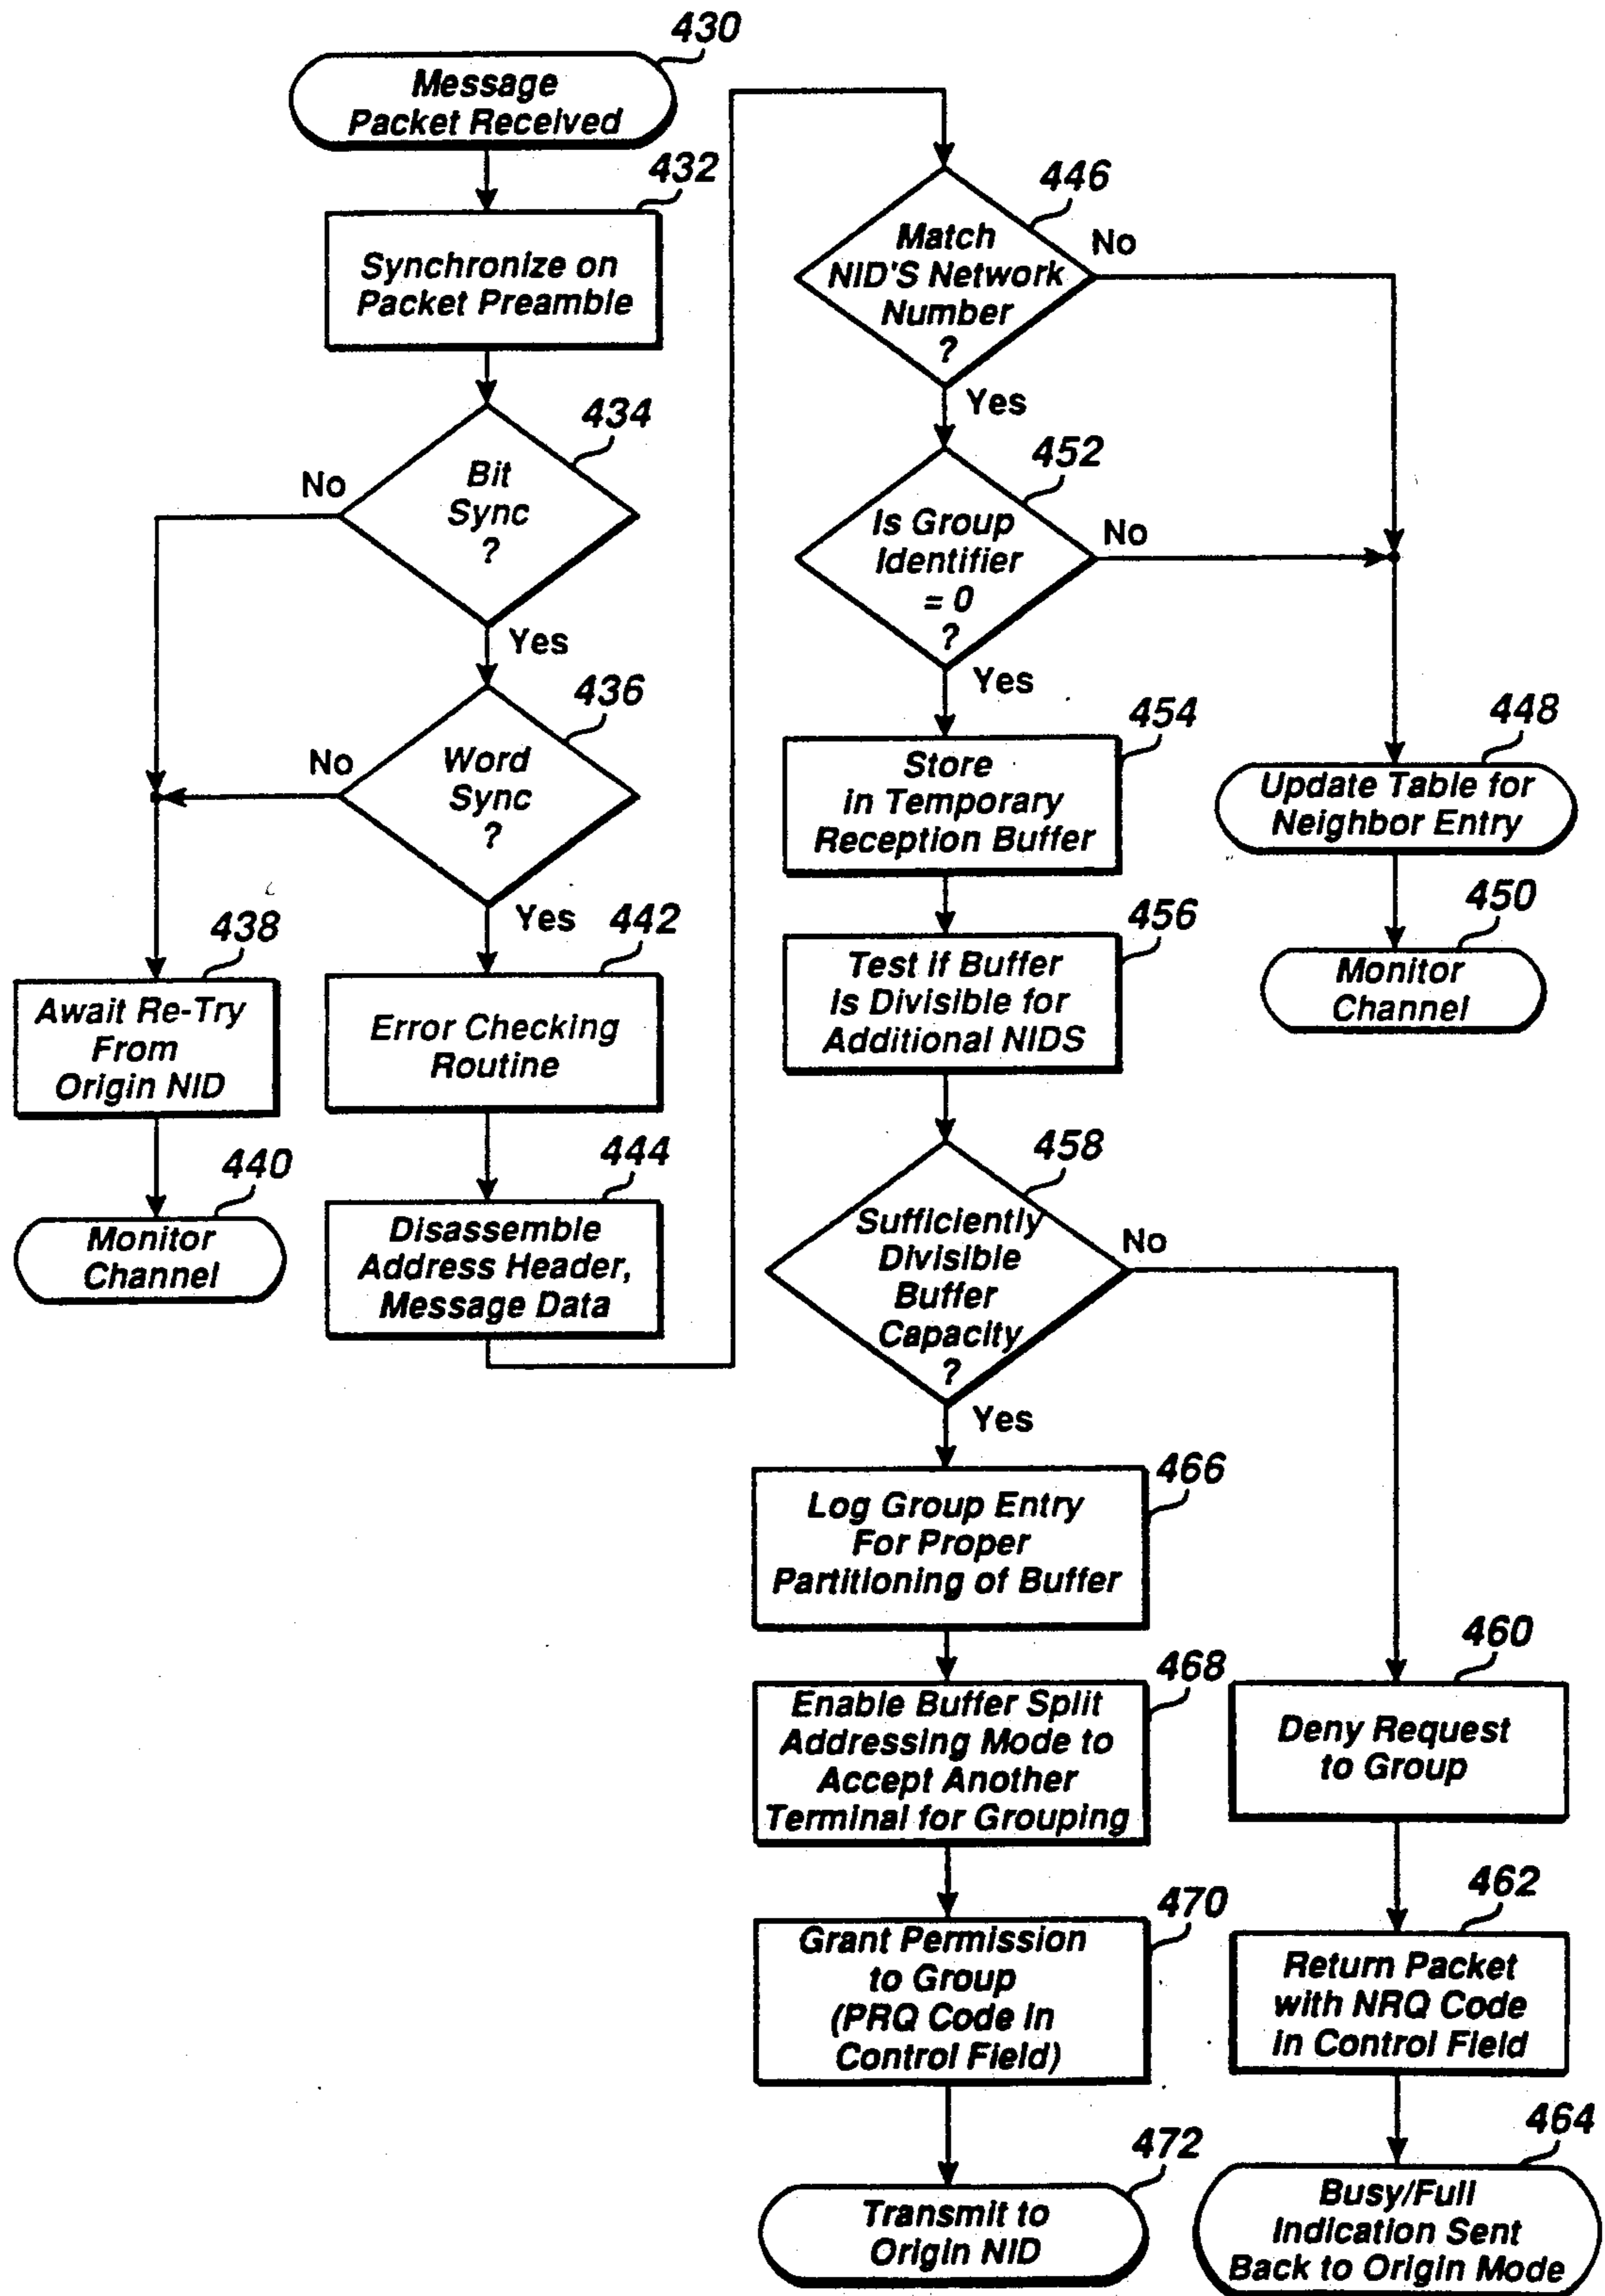 430
Message
Packet Received
432
Synchronize on
Packet Preamble
434
Bit
Sync
?
No
Yes
436
Word
Sync
?
No
Yes
438
Await Re-Try
From
Origin NID
440
Monitor
Channel
442
Error Checking
Routine
444
Disassemble
Address Header,
Message Data
446
Match
NID'S Network
Number
?
No
Yes
452
Is Group
Identifier
= 0
?
No
Yes
448
Update Table for
Neighbor Entry
450
Monitor
Channel
454
Store
in Temporary
Reception Buffer
456
Test if Buffer
is Divisible for
Additional NIDS
458
Sufficiently
Divisible
Buffer
Capacity
?
No
Yes
466
Log Group Entry
For Proper
Partitioning of Buffer
468
Enable Buffer Split
Addressing Mode to
Accept Another
Terminal for Grouping
470
Grant Permission
to Group
(PRQ Code in
Control Field)
472
Transmit to
Origin NID
460
Deny Request
to Group
462
Return Packet
with NRQ Code
in Control Field
464
Busy/Full
Indication Sent
Back to Origin Mode